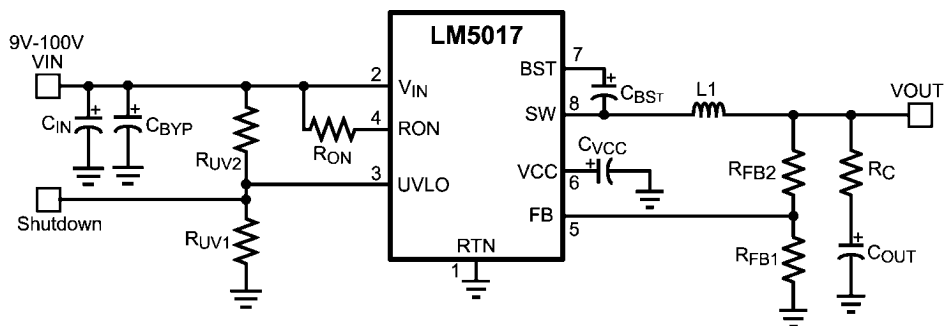 9V-100V
VIN
LM5017
BST
7
2
VIN
CIN
CBYP
CBST
L1
VOUT
SW
8
4
RON
RON
RUV2
CVCC
VCC
6
RFB2
RC
3
UVLO
FB
5
Shutdown
RUV1
RTN
1
RFB1
COUT